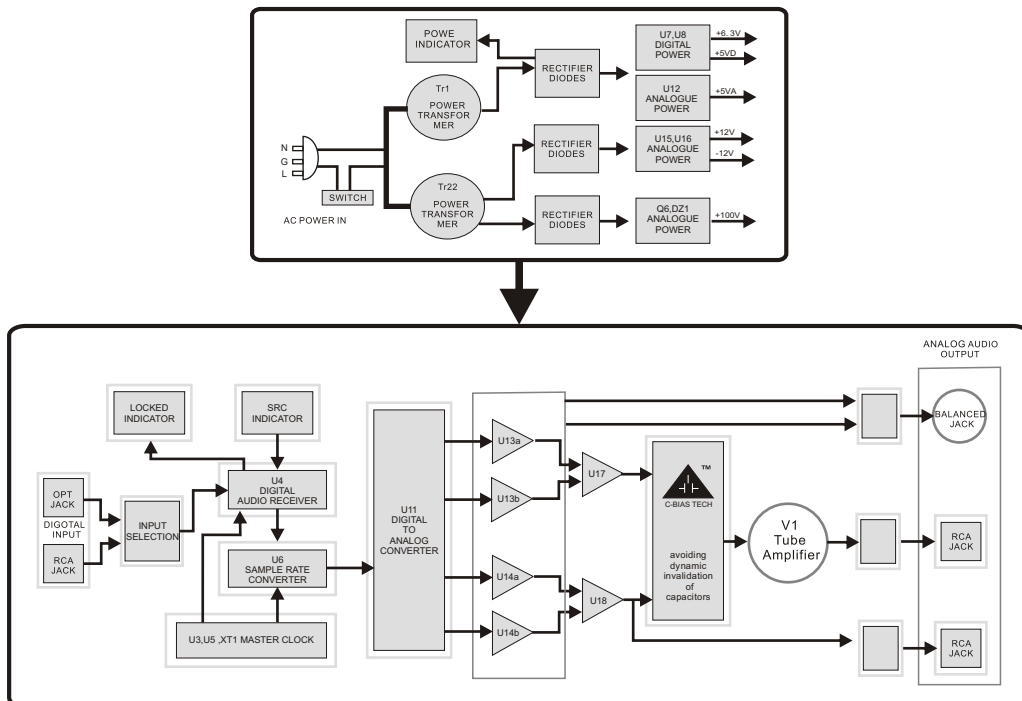 POWE
INDICATOR
Tr1
POWER
TRANSFOR
MER
RECTIFIER
DIODES
U7,U8
DIGITAL
POWER
+6. 3V
+5VD
U12
ANALOGUE
POWER
+5VA
N
G
L
SWITCH
AC POWER IN
Tr22
POWER
TRANSFOR
MER
RECTIFIER
DIODES
U15,U16
ANALOGUE
POWER
+12V
-12V
RECTIFIER
DIODES
Q6,DZ1
ANALOGUE
POWER
+100V
ANALOG AUDIO
OUTPUT
LOCKED
INDICATOR
SRC
INDICATOR
OPT
JACK
DIGOTAL
INPUT
RCA
JACK
INPUT
SELECTION
U4
DIGITAL
AUDIO RECEIVER
U6
SAMPLE RATE
CONVERTER
U3,U5 ,XT1 MASTER CLOCK
U11
DIGITAL
TO
ANALOG
CONVERTER
U13a
U13b
U14a
U14b
U17
U18
TM
C-BIAS TECH
avoiding
dynamic
invalidation
of
capacitors
V1
Tube
Amplifier
BALANCED
JACK
RCA
JACK
RCA
JACK